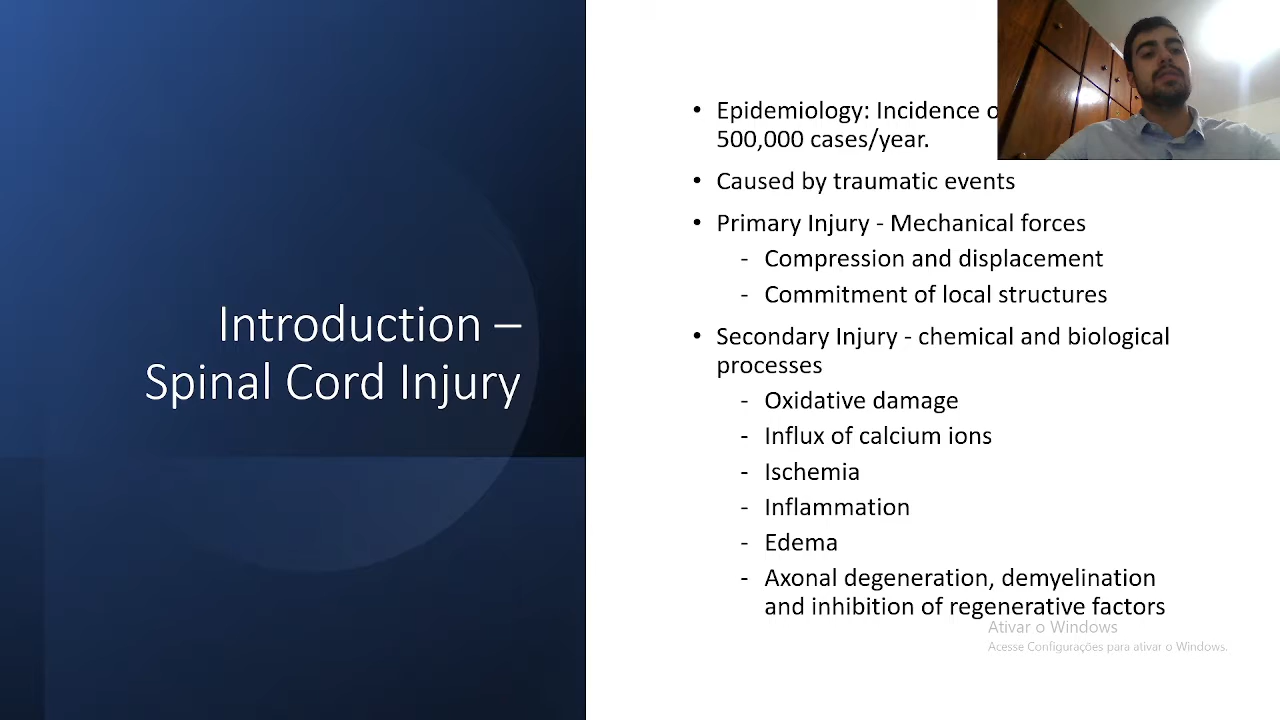 Introduction –
Spinal Cord Injury
• Epidemiology: Incidence
500,000 cases/year.
• Caused by traumatic events
• Primary Injury - Mechanical forces
- Compression and displacement
- Commitment of local structures
• Secondary Injury - chemical and biological
processes
- Oxidative damage
- Influx of calcium ions
- Ischemia
- Inflammation
- Edema
- Axonal degeneration, demyelination
and inhibition of regenerative factors
Ativar o Windows
Acesse Configurações para ativar o Windows.